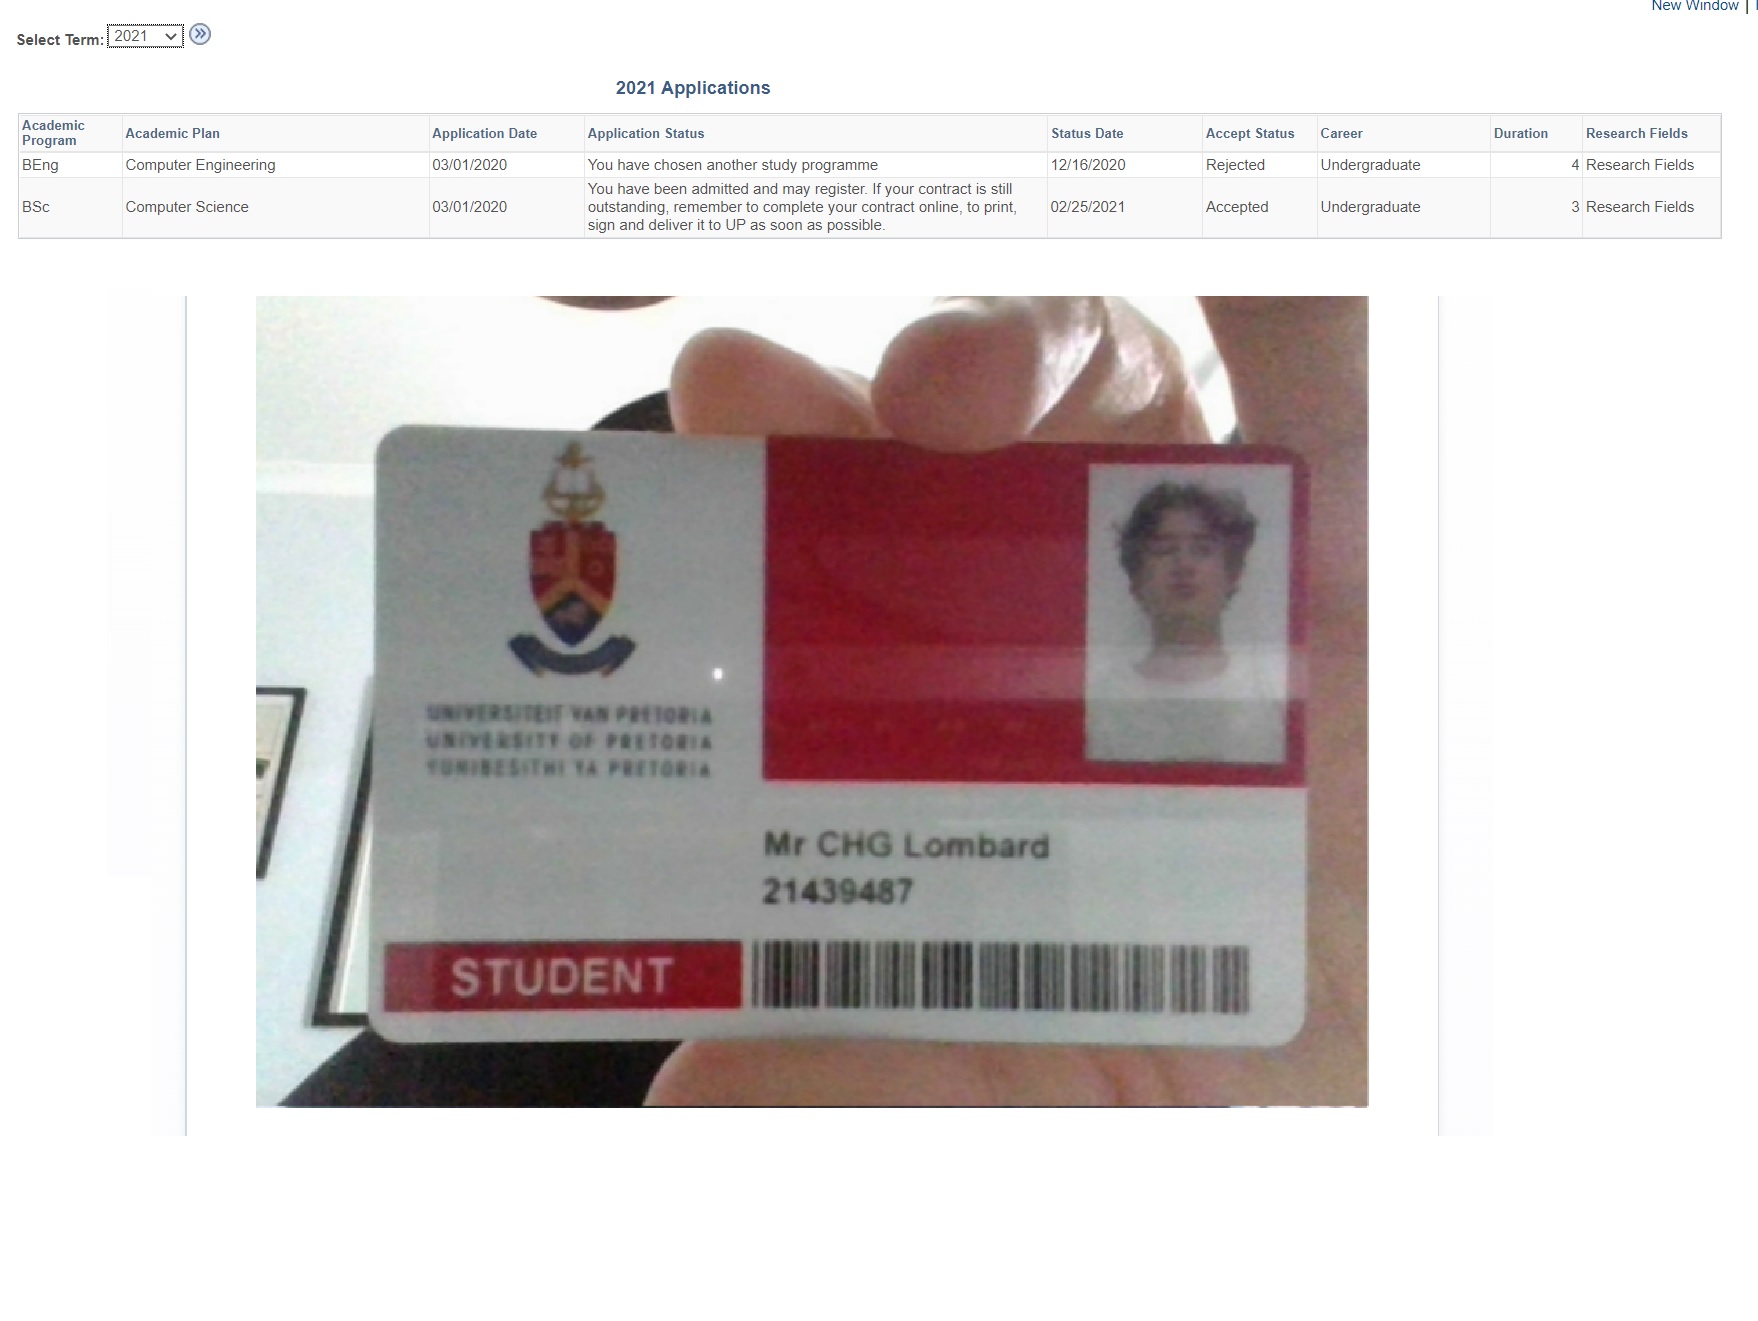 New Window |
Select Term: 2021
2021 Applications
Academic Program Academic Plan Application Date Application Status Status Date Accept Status Career Duration Research Fields
BEng Computer Engineering 03/01/2020 You have chosen another study programme 12/16/2020 Rejected Undergraduate 4 Research Fields
BSc Computer Science 03/01/2020 You have been admitted and may register. If your contract is still
outstanding, remember to complete your contract online, to print,
sign and deliver it to UP as soon as possible. 02/25/2021 Accepted Undergraduate 3 Research Fields
UNIVERSITEIT VAN PRETORIA
UNIVERSITY OF PRETORIA
YUNIBESITHI YA PRETORIA
Mr CHG Lombard
21439487
STUDENT